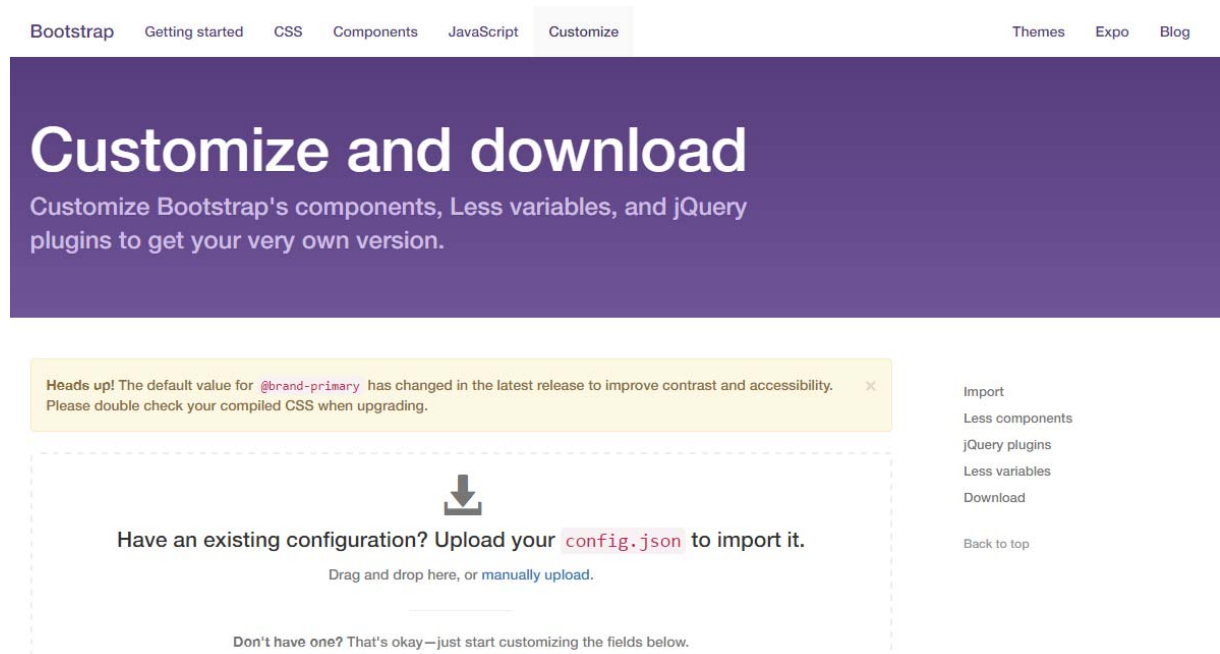 Bootstrap Getting started CSS Components JavaScript Customize Themes Expo Blog
Customize and download
Customize Bootstrap's components, Less variables, and jQuery
plugins to get your very own version.
Heads up! The default value for @brand-primary has changed in the latest release to improve contrast and accessibility. ×
Please double check your compiled CSS when upgrading.
Have an existing configuration? Upload your config.json to import it.
Drag and drop here, or manually upload.
Don't have one? That's okay—just start customizing the fields below.
Import
Less components
jQuery plugins
Less variables
Download
Back to top